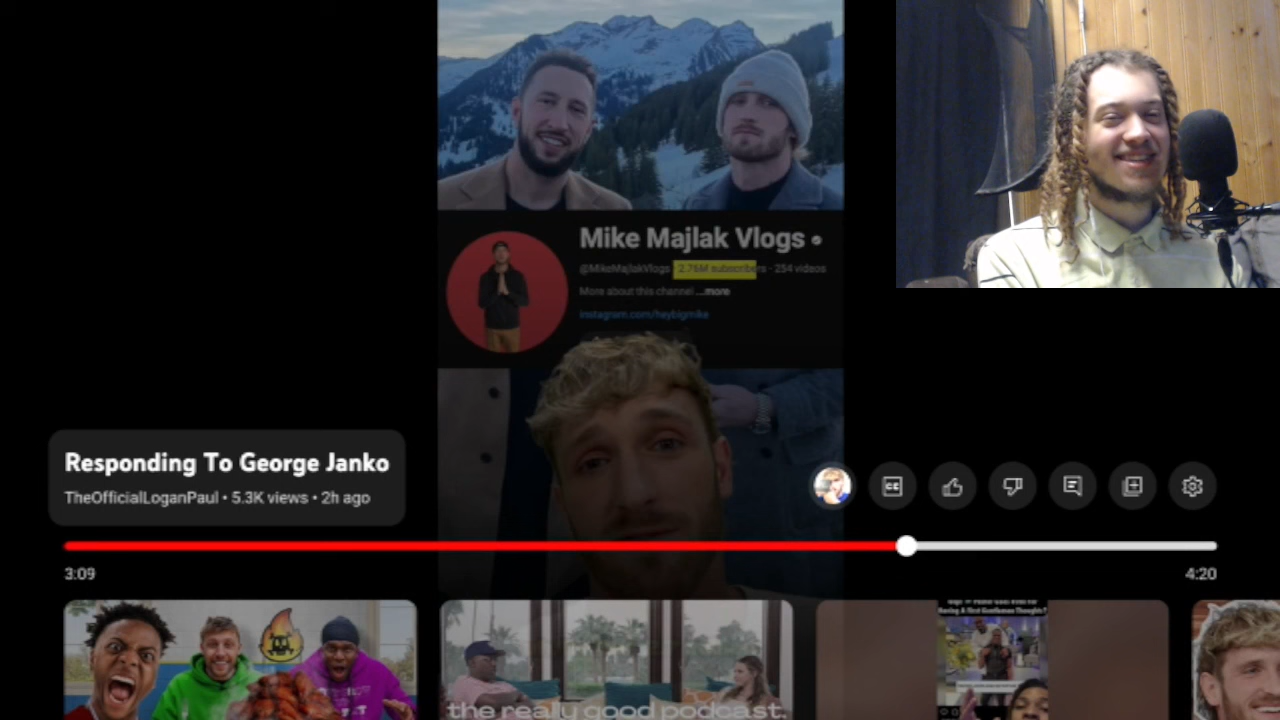 Mike Majlak Vlogs
@MikeMajlakVlogs 2.76M subscribers · 254 videos
More about this channel ...more
instagram.com/heybigmike
Responding To George Janko
TheOfficialLoganPaul • 5.3K views • 2h ago
CC
3:09
4:20
the really good podcast.